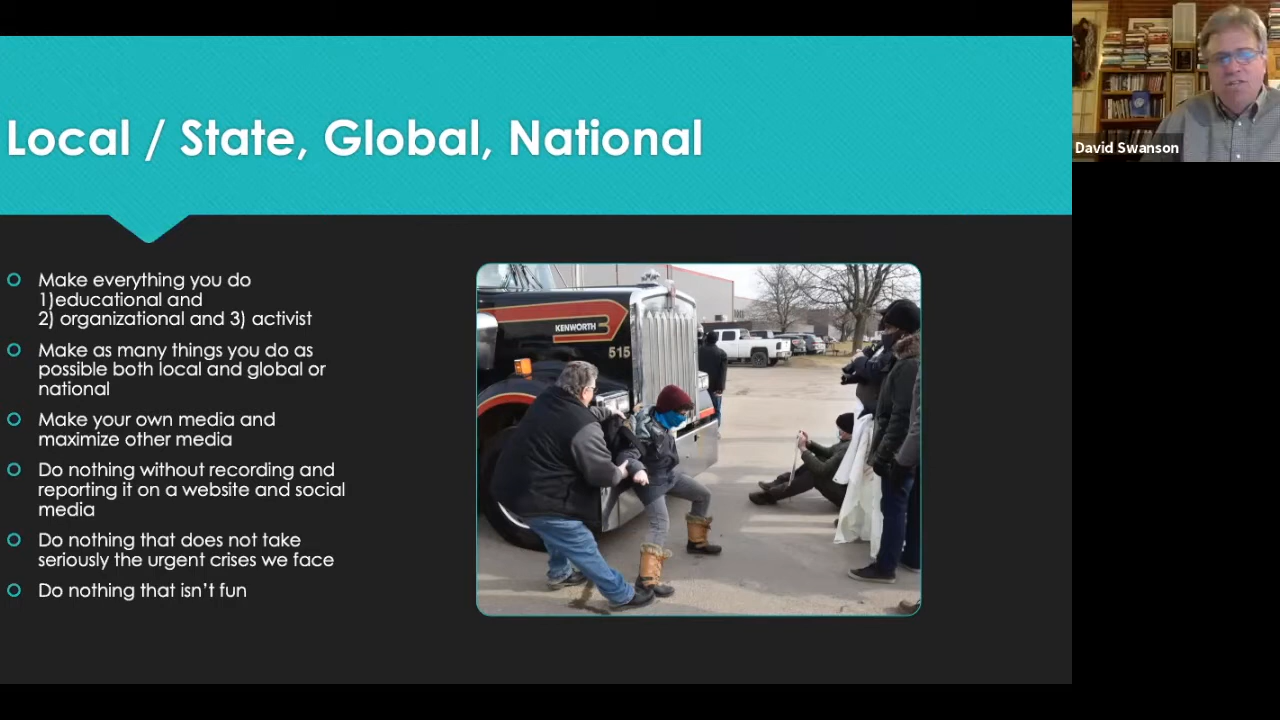 Local / State, Global, National
Make everything you do
1)educational and
2) organizational and 3) activist
Make as many things you do as
possible both local and global or
national
Make your own media and
maximize other media
Do nothing without recording and
reporting it on a website and social
media
Do nothing that does not take
seriously the urgent crises we face
Do nothing that isn't fun
KENWORTH
515
David Swanson